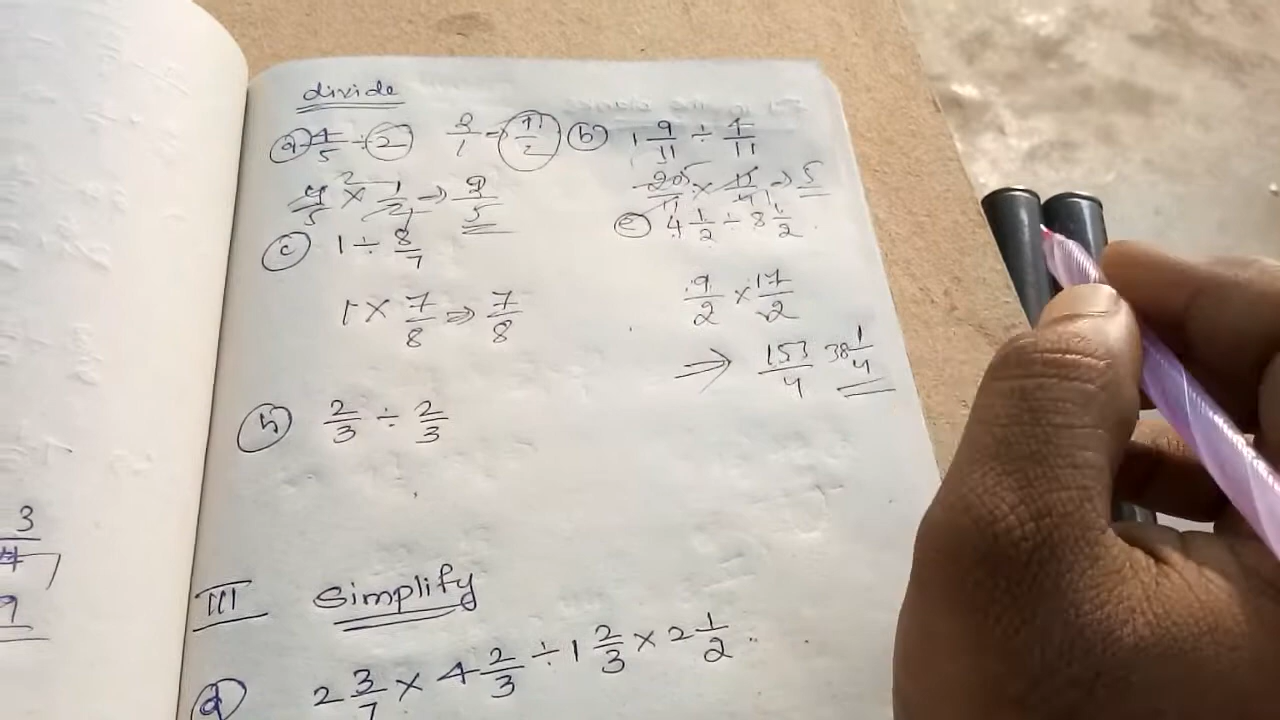 divide
ⓐ 4/5 ÷ 2 2/1 = 1/2 ⓑ 1 9/11 ÷ 4/11
4/5 × 1/2 ⇒ 2/5 20/11 × 11/4 ⇒ 5
ⓒ 1 ÷ 8/7 ⓔ 4 1/2 ÷ 8 1/2
1 × 7/8 ⇒ 7/8 9/2 × 17/2
⇒ 153/4 38 1/4
ⓗ 2/3 ÷ 2/3
3
4
9
III Simplify
ⓓ 2 3/7 × 4 2/3 ÷ 1 2/3 × 2 1/2